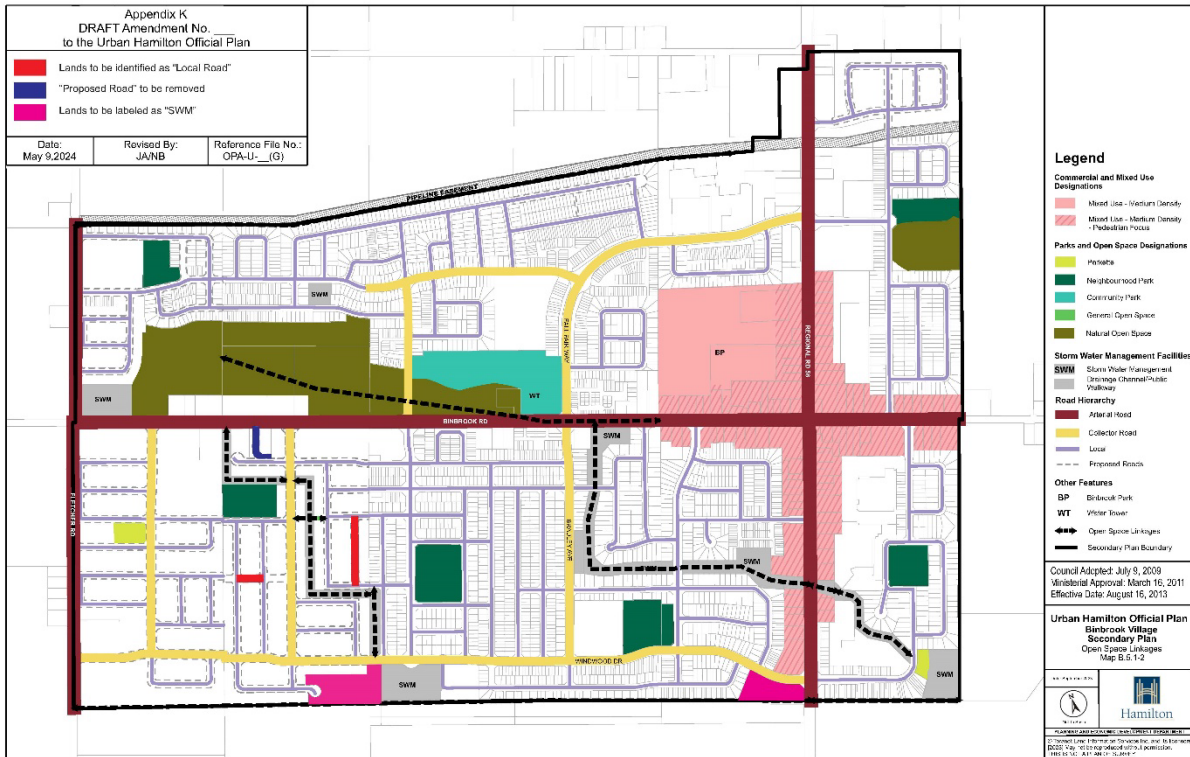 Appendix K
DRAFT Amendment No. ___
to the Urban Hamilton Official Plan
Lands to be identified as "Local Road"
"Proposed Road" to be removed
Lands to be labeled as "SWM"
Date:
May 9,2024
Revised By:
JA/NB
Reference File No.:
OPA-U-__(G)
PIPELINE EASEMENT
SWM
SWM
WT
BP
REGIONAL RD 56
BINBROOK RD
FLETCHER RD
SWM
SWM
WINDWOOD DR
SWM
SWM
Legend
Commercial and Mixed Use
Designations
Mixed Use - Medium Density
Mixed Use - Medium Density
- Pedestrian Focus
Parks and Open Space Designations
Parkette
Neighbourhood Park
Community Park
General Open Space
Natural Open Space
Storm Water Management Facilities
SWM
Storm Water Management
Drainage Channel/Public
Walkway
Road Hierarchy
Arterial Road
Collector Road
Local
Proposed Roads
Other Features
BP
Binbrook Park
WT
Water Tower
Open Space Linkages
Secondary Plan Boundary
Council Adopted: July 9, 2009
Ministerial Approval: March 16, 2011
Effective Date: August 16, 2013
Urban Hamilton Official Plan
Binbrook Village
Secondary Plan
Open Space Linkages
Map B.5.1-2
Hamilton
PLANNING AND ECONOMIC DEVELOPMENT DEPARTMENT